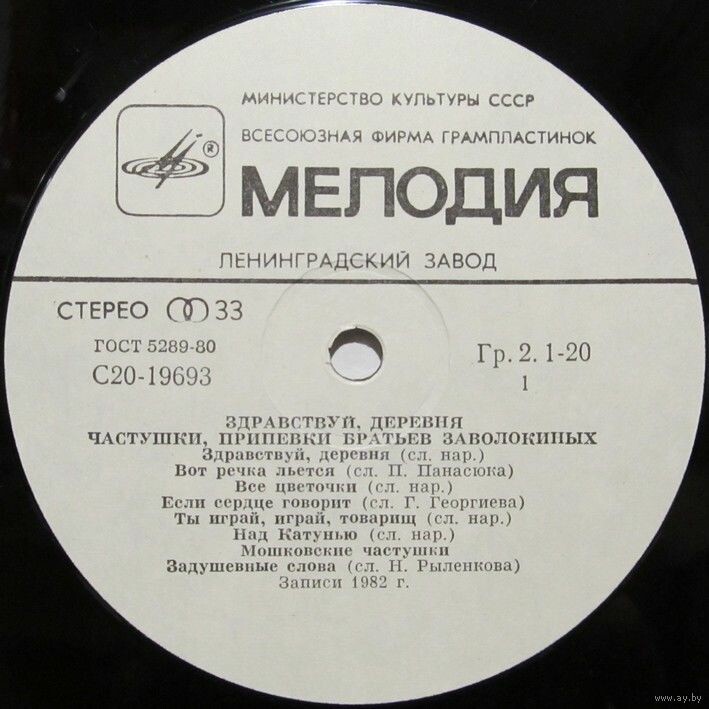 МИНИСТЕРСТВО КУЛЬТУРЫ СССР
ВСЕСОЮЗНАЯ ФИРМА ГРАМПЛАСТИНОК
®
МЕЛОДИЯ
ЛЕНИНГРАДСКИЙ ЗАВОД
СТЕРЕО 33
ГОСТ 5289-80
С20-19693
Гр. 2. 1-20
1
ЗДРАВСТВУЙ, ДЕРЕВНЯ
ЧАСТУШКИ, ПРИПЕВКИ БРАТЬЕВ ЗАВОЛОКИНЫХ
Здравствуй, деревня (сл. нар.)
Вот речка льется (сл. П. Панасюка)
Все цветочки (сл. нар.)
Если сердце говорит (сл. Г. Георгиева)
Ты играй, играй, товарищ (сл. нар.)
Над Катунью (сл. нар.)
Мошковские частушки
Задушевные слова (сл. Н. Рыленкова)
Записи 1982 г.
www.ay.by